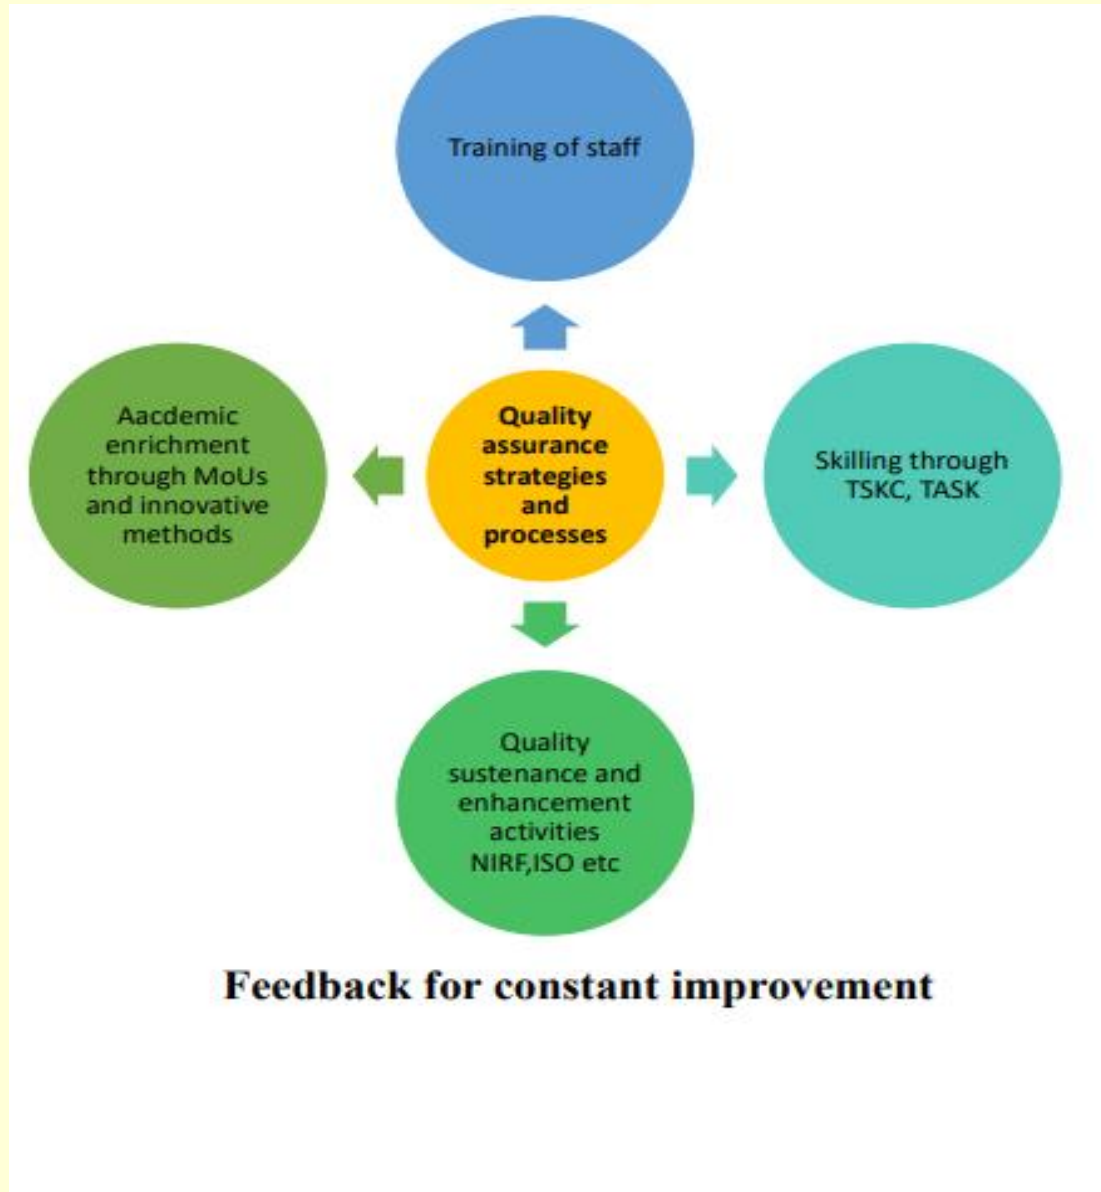 Training of staff
Aacdemic
enrichment
through MoUs
and innovative
methods
Quality
assurance
strategies
and
processes
Skilling through
TSKC, TASK
Quality
sustenance and
enhancement
activities
NIRF,ISO etc
Feedback for constant improvement